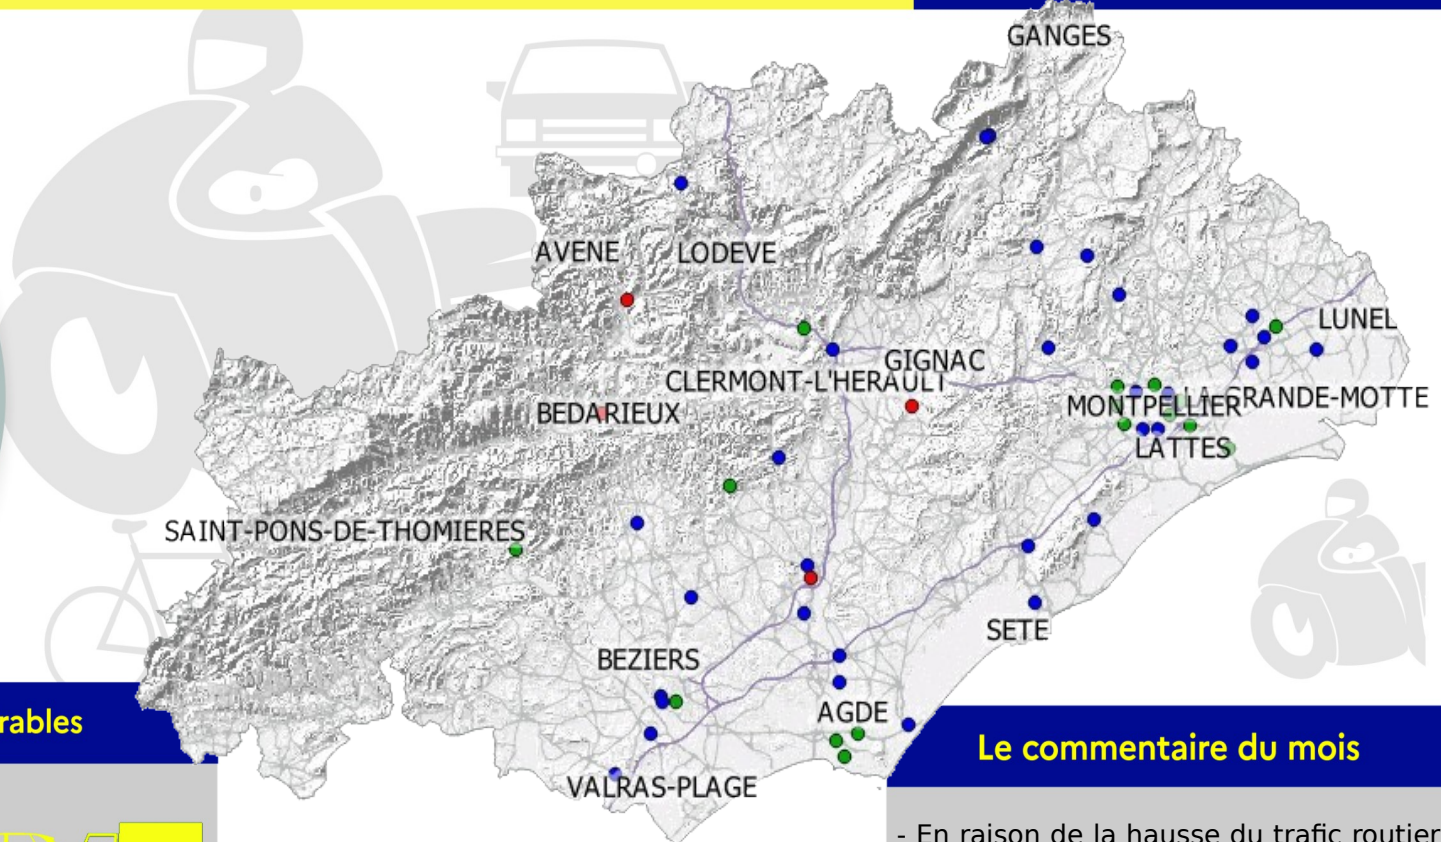 GANGES
AVENE
LODEVE
LUNEL
GIGNAC
CLERMONT-L'HERAULT
LA GRANDE-MOTTE
BEDARIEUX
MONTPELLIER
LATTES
SAINT-PONS-DE-THOMIERES
SETE
BEZIERS
AGDE
rables
Le commentaire du mois
VALRAS-PLAGE
- En raison de la hausse du trafic routier